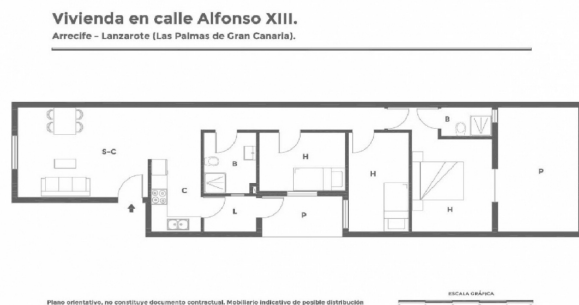 Vivienda en calle Alfonso XIII.
Arrecife - Lanzarote (Las Palmas de Gran Canaria).
S-C
C
B
L
H
P
H
B
H
P
Plano orientativo, no constituye documento contractual. Mobiliario indicativo de posible distribución
ESCALA GRÁFICA